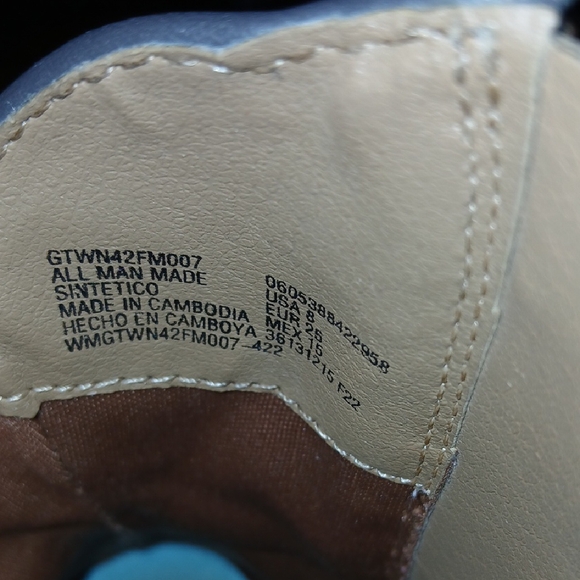 GTWN42FM007
ALL MAN MADE
SINTETICO
MADE IN CAMBODIA
HECHO EN CAMBOYA
WMGTWN42FM007-422
0605388422958
USA 8
EUR 25
MEX 15
36131215 F22